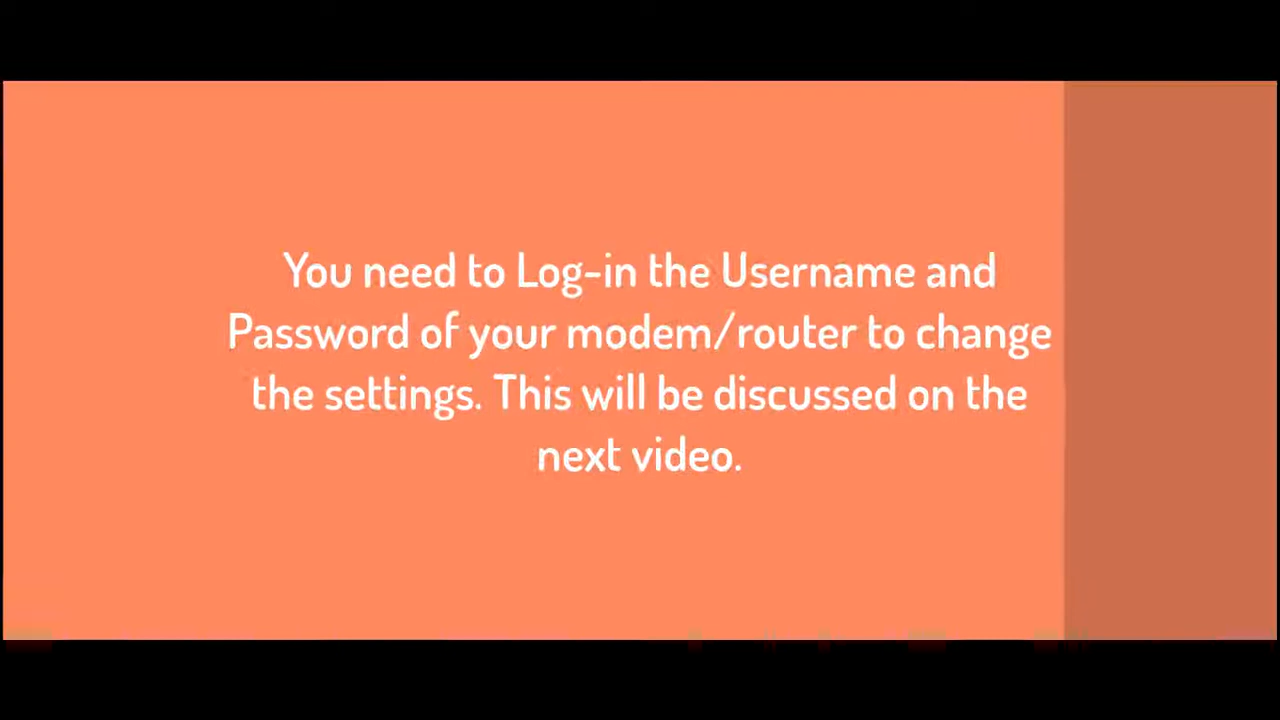 You need to Log-in the Username and
Password of your modem/router to change
the settings. This will be discussed on the
next video.